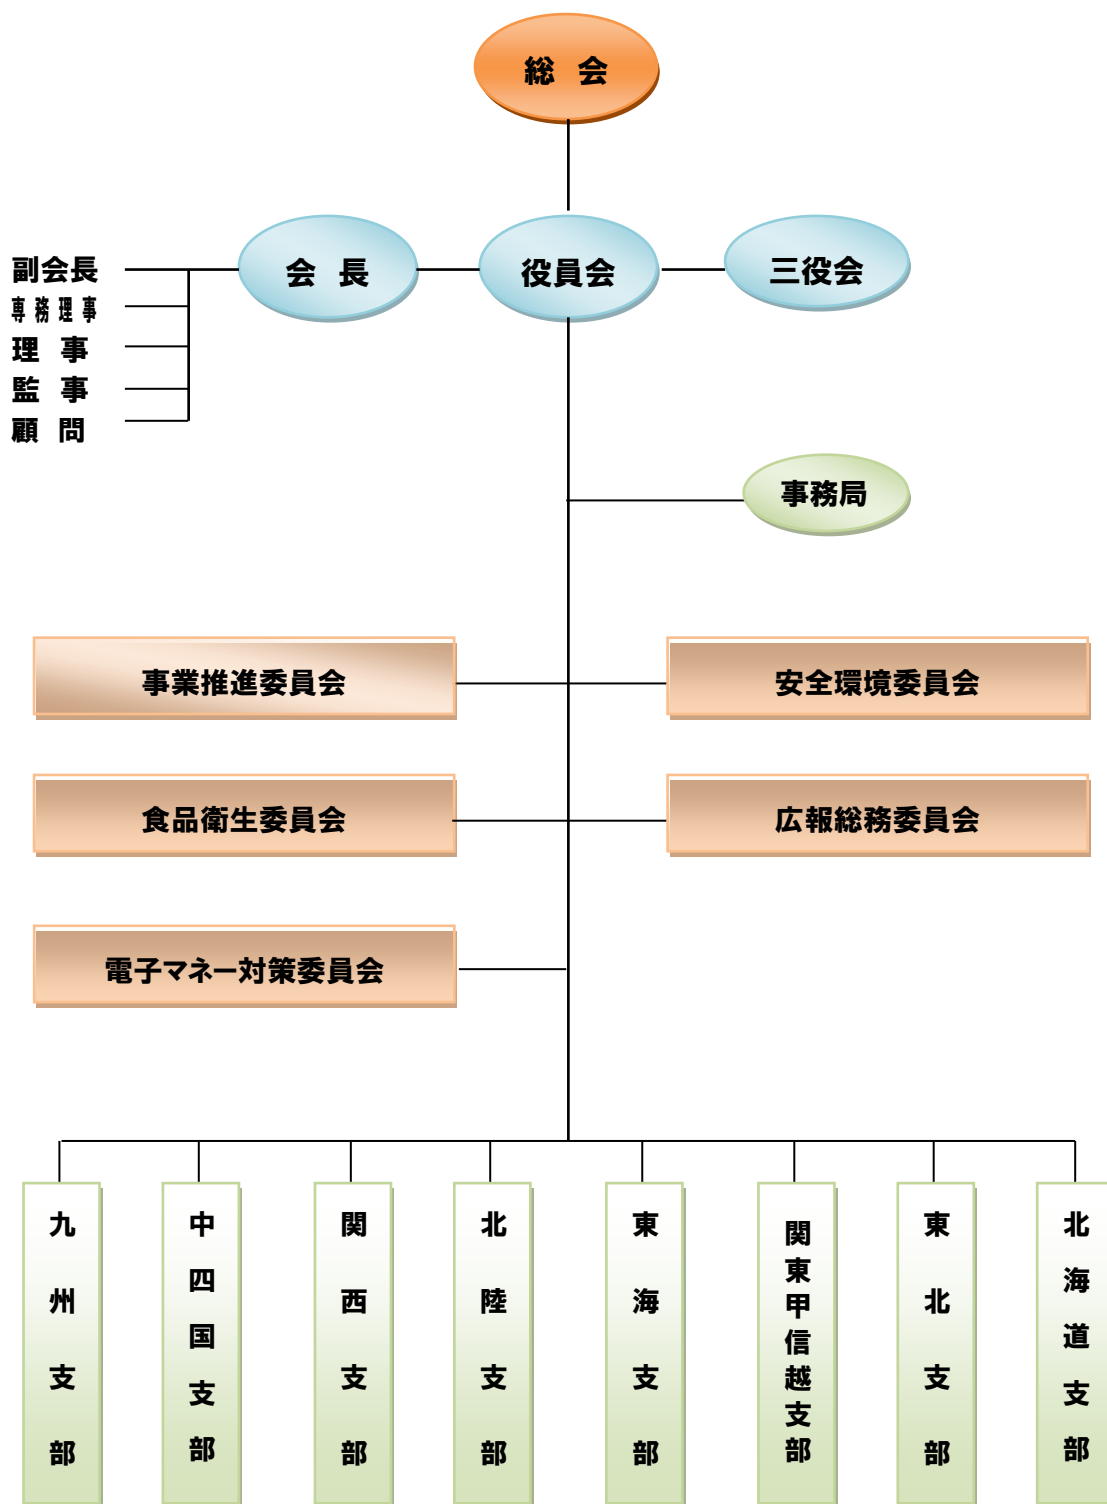 総 会
会 長
役員会
三役会
副会長
専務理事
理 事
監 事
顧 問
事務局
事業推進委員会
安全環境委員会
食品衛生委員会
広報総務委員会
電子マネー対策委員会
九州支部
中四国支部
関西支部
北陸支部
東海支部
関東甲信越支部
東北支部
北海道支部